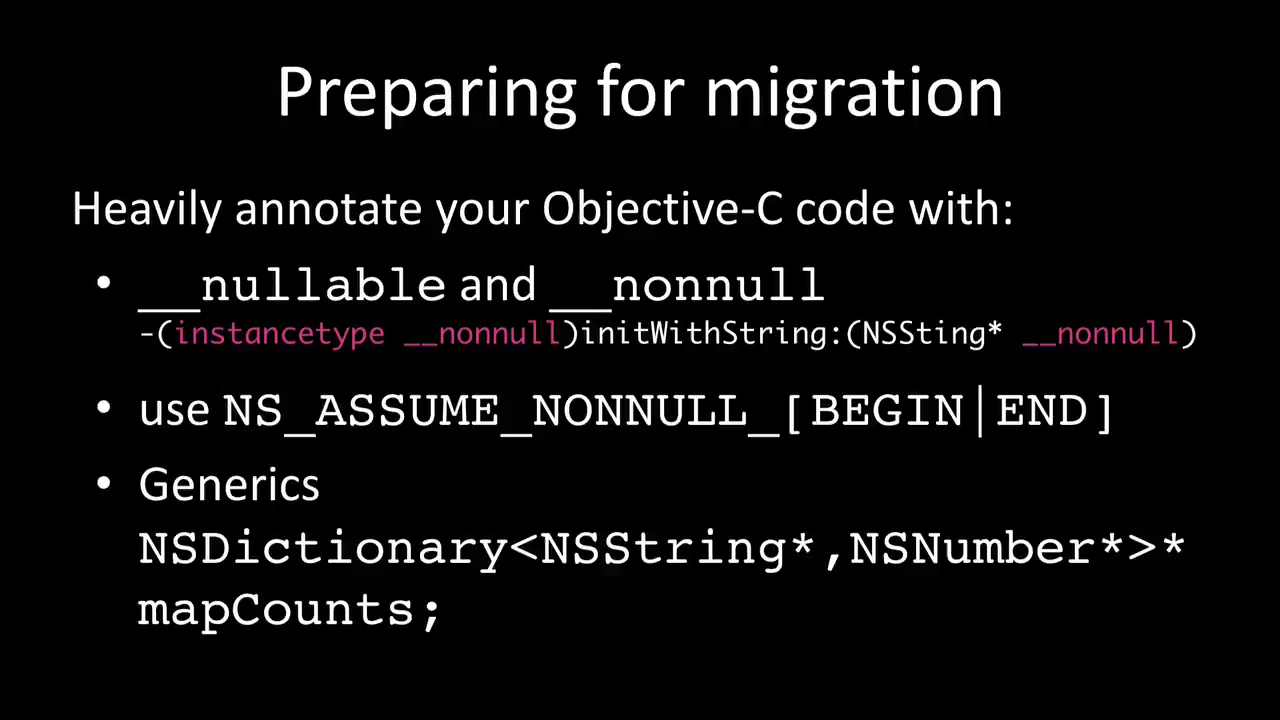 Preparing for migration
Heavily annotate your Objective-C code with:
• __nullable and __nonnull
-(instancetype __nonnull)initWithString:(NSSting* __nonnull)
• use NS_ASSUME_NONNULL_[BEGIN|END]
• Generics
NSDictionary<NSString*,NSNumber*>*
mapCounts;